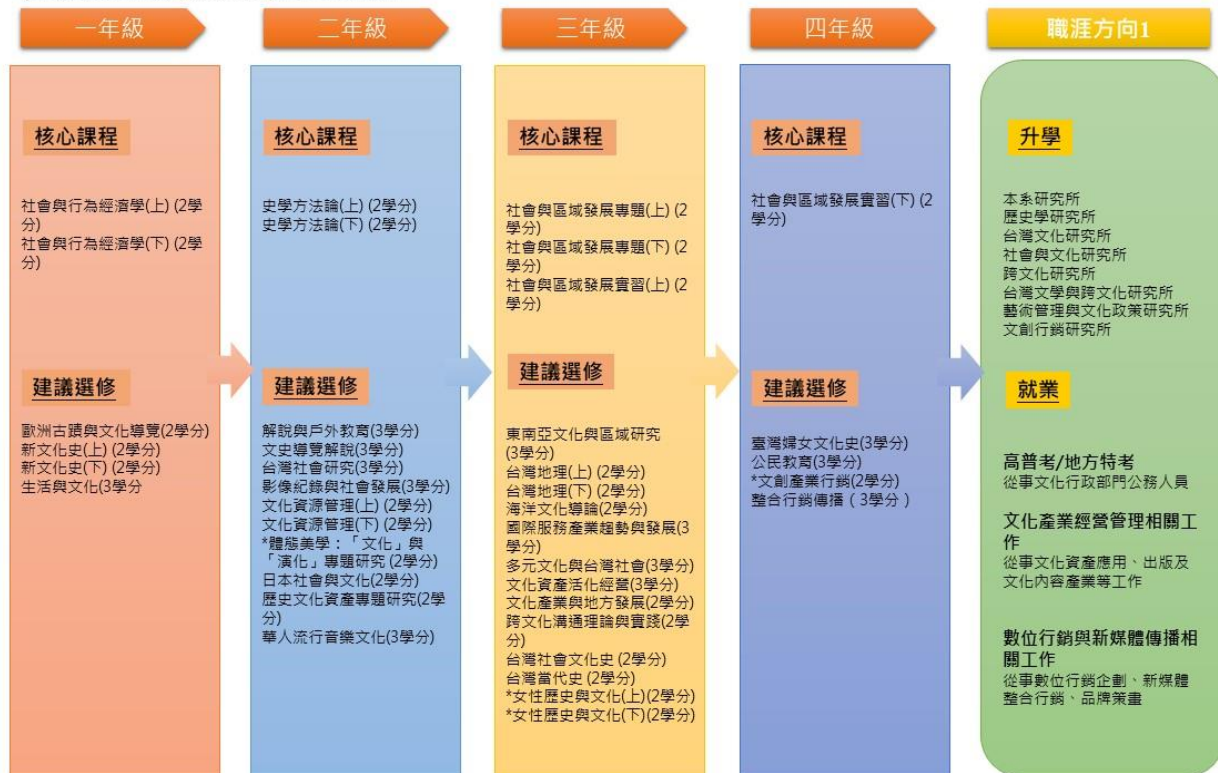 一年級
核心課程
社會與行為經濟學(上) (2學
分)
社會與行為經濟學(下) (2學
分)
建議選修
歐洲古蹟與文化導覽(2學分)
新文化史(上) (2學分)
新文化史(下) (2學分)
生活與文化(3學分
二年級
核心課程
史學方法論(上) (2學分)
史學方法論(下) (2學分)
建議選修
解說與戶外教育(3學分)
文史導覽解說(3學分)
台灣社會研究(3學分)
影像紀錄與社會發展(3學分)
文化資源管理(上) (2學分)
文化資源管理(下) (2學分)
*體態美學：「文化」與
「演化」專題研究 (2學分)
日本社會與文化(2學分)
歷史文化資產專題研究(2學
分)
華人流行音樂文化(3學分)
三年級
核心課程
社會與區域發展專題(上) (2
學分)
社會與區域發展專題(下) (2
學分)
社會與區域發展實習(上) (2
學分)
建議選修
東南亞文化與區域研究
(3學分)
台灣地理(上) (2學分)
台灣地理(下) (2學分)
海洋文化導論(2學分)
國際服務產業趨勢與發展(3
學分)
多元文化與台灣社會(3學分)
文化資產活化經營(3學分)
文化產業與地方發展(2學分)
跨文化溝通理論與實踐(2學
分)
台灣社會文化史 (2學分)
台灣當代史 (2學分)
*女性歷史與文化(上)(2學分)
*女性歷史與文化(下)(2學分)
四年級
核心課程
社會與區域發展實習(下) (2
學分)
建議選修
臺灣婦女文化史(3學分)
公民教育(3學分)
*文創產業行銷(2學分)
整合行銷傳播（3學分）
職涯方向1
升學
本系研究所
歷史學研究所
台灣文化研究所
社會與文化研究所
跨文化研究所
台灣文學與跨文化研究所
藝術管理與文化政策研究所
文創行銷研究所
就業
高普考/地方特考
從事文化行政部門公務人員
文化產業經營管理相關工
作
從事文化資產應用、出版及
文化內容產業等工作
數位行銷與新媒體傳播相
關工作
從事數位行銷企劃、新媒體
整合行銷、品牌策畫